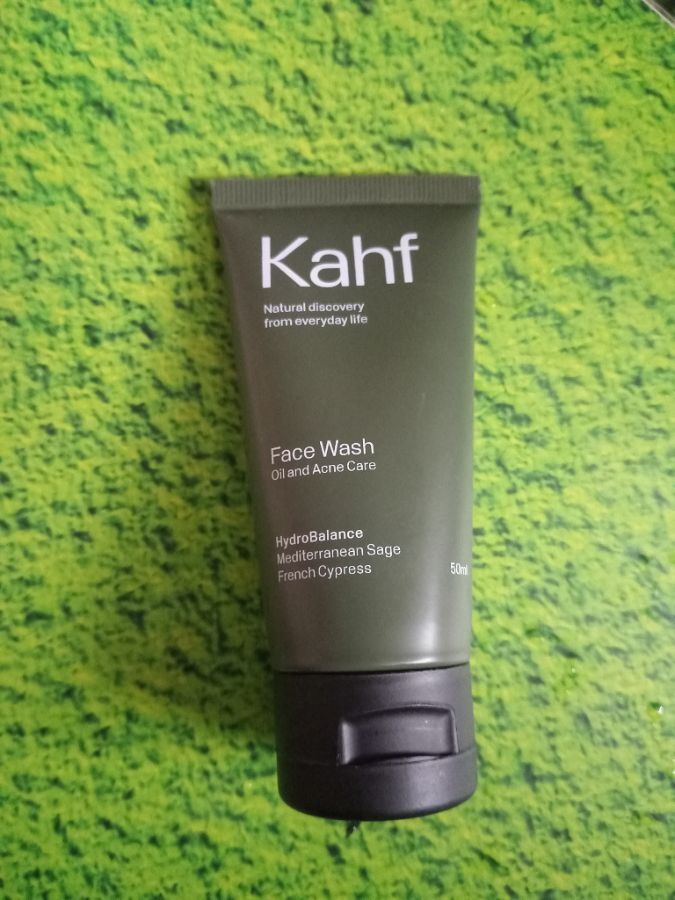 Kahf
Natural discovery
from everyday life
Face Wash
Oil and Acne Care
HydroBalance
Mediterranean Sage
French Cypress
50ml